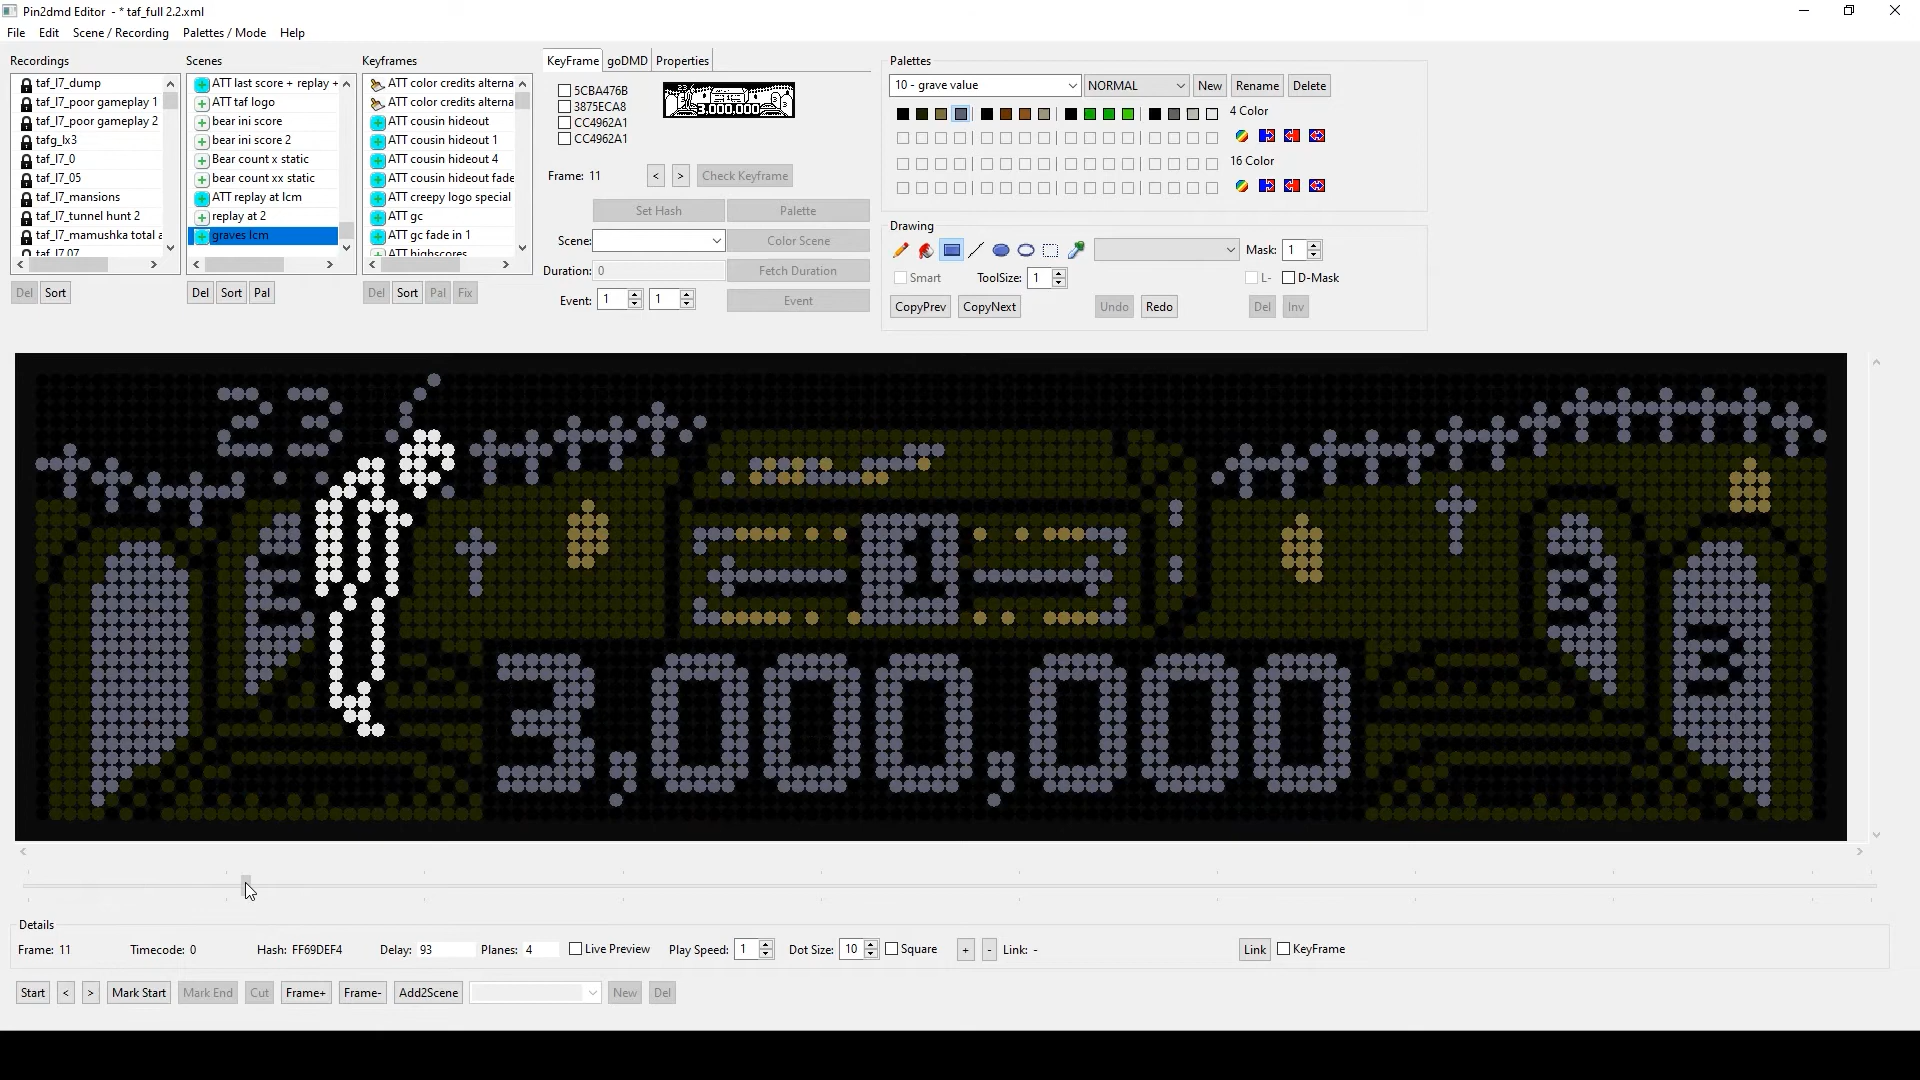 Pin2dmd Editor - * taf_full 2.2.xml
File Edit Scene / Recording Palettes / Mode Help
Recordings
taf_l7_dump
taf_l7_poor gameplay 1
taf_l7_poor gameplay 2
tafg_lx3
taf_l7_0
taf_l7_05
taf_l7_mansions
taf_l7_tunnel hunt 2
taf_l7_mamushka total a
taf_l7_07
Del Sort
Scenes
ATT last score + replay +
ATT taf logo
bear ini score
bear ini score 2
Bear count x static
bear count xx static
ATT replay at lcm
replay at 2
graves lcm
Del Sort Pal
Keyframes
ATT color credits alterna
ATT color credits alterna
ATT cousin hideout
ATT cousin hideout 1
ATT cousin hideout 4
ATT cousin hideout fade
ATT creepy logo special
ATT gc
ATT gc fade in 1
ATT highscores
Del Sort Pal Fix
KeyFrame goDMD Properties
5CBA476B
3875ECA8
CC4962A1
CC4962A1
3,000,000
Frame: 11 < > Check Keyframe
Set Hash Palette
Scene: Color Scene
Duration: 0 Fetch Duration
Event: 1 1 Event
Palettes
10 - grave value NORMAL New Rename Delete
4 Color
16 Color
Drawing
Mask: 1
Smart ToolSize: 1 L- D-Mask
CopyPrev CopyNext Undo Redo Del Inv
23
1
3
3
3,000,000
Details
Frame: 11 Timecode: 0 Hash: FF69DEF4 Delay: 93 Planes: 4 Live Preview Play Speed: 1 Dot Size: 10 Square + - Link: - Link KeyFrame
Start < > Mark Start Mark End Cut Frame+ Frame- Add2Scene New Del